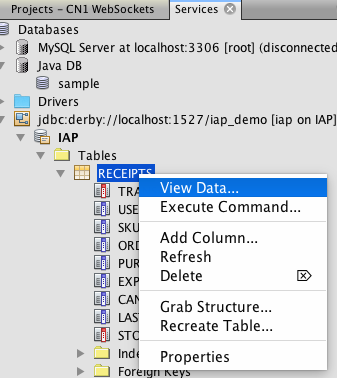 Projects - CN1 WebSockets Services
Databases
MySQL Server at localhost:3306 [root] (disconnected
Java DB
sample
Drivers
jdbc:derby://localhost:1527/iap_demo [iap on IAP]
IAP
Tables
RECEIPTS
TRA
USE
SKU
ORD
PUR
EXP
CAN
LAS
STO
Inde
Foreign Keys
View Data...
Execute Command...
Add Column...
Refresh
Delete
Grab Structure...
Recreate Table...
Properties